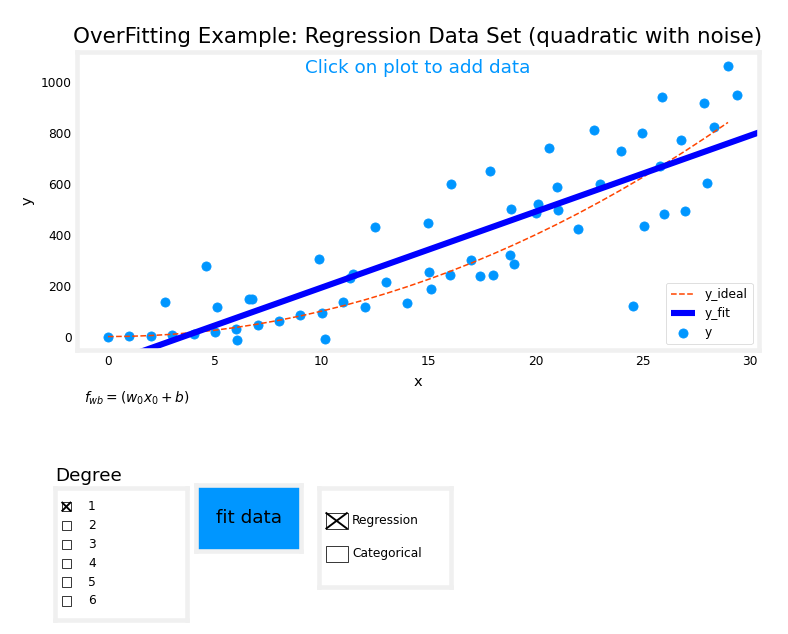 OverFitting Example: Regression Data Set (quadratic with noise)
Click on plot to add data
1000
800
600
400
200
0
y
y_ideal
y_fit
y
0 5 10 15 20 25 30
x
f_wb = (w_0x_0 + b)
Degree
1
2
3
4
5
6
fit data
Regression
Categorical